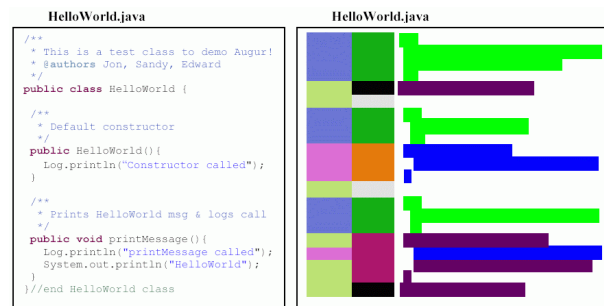 HelloWorld.java
/**
* This is a test class to demo Augur!
* @authors Jon, Sandy, Edward
*/
public class HelloWorld {
/**
* Default constructor
*/
public HelloWorld(){
Log.println("Constructor called");
}
/**
* Prints HelloWorld msg & logs call
*/
public void printMessage(){
Log.println("printMessage called");
System.out.println("HelloWorld");
}
}//end HelloWorld class
HelloWorld.java